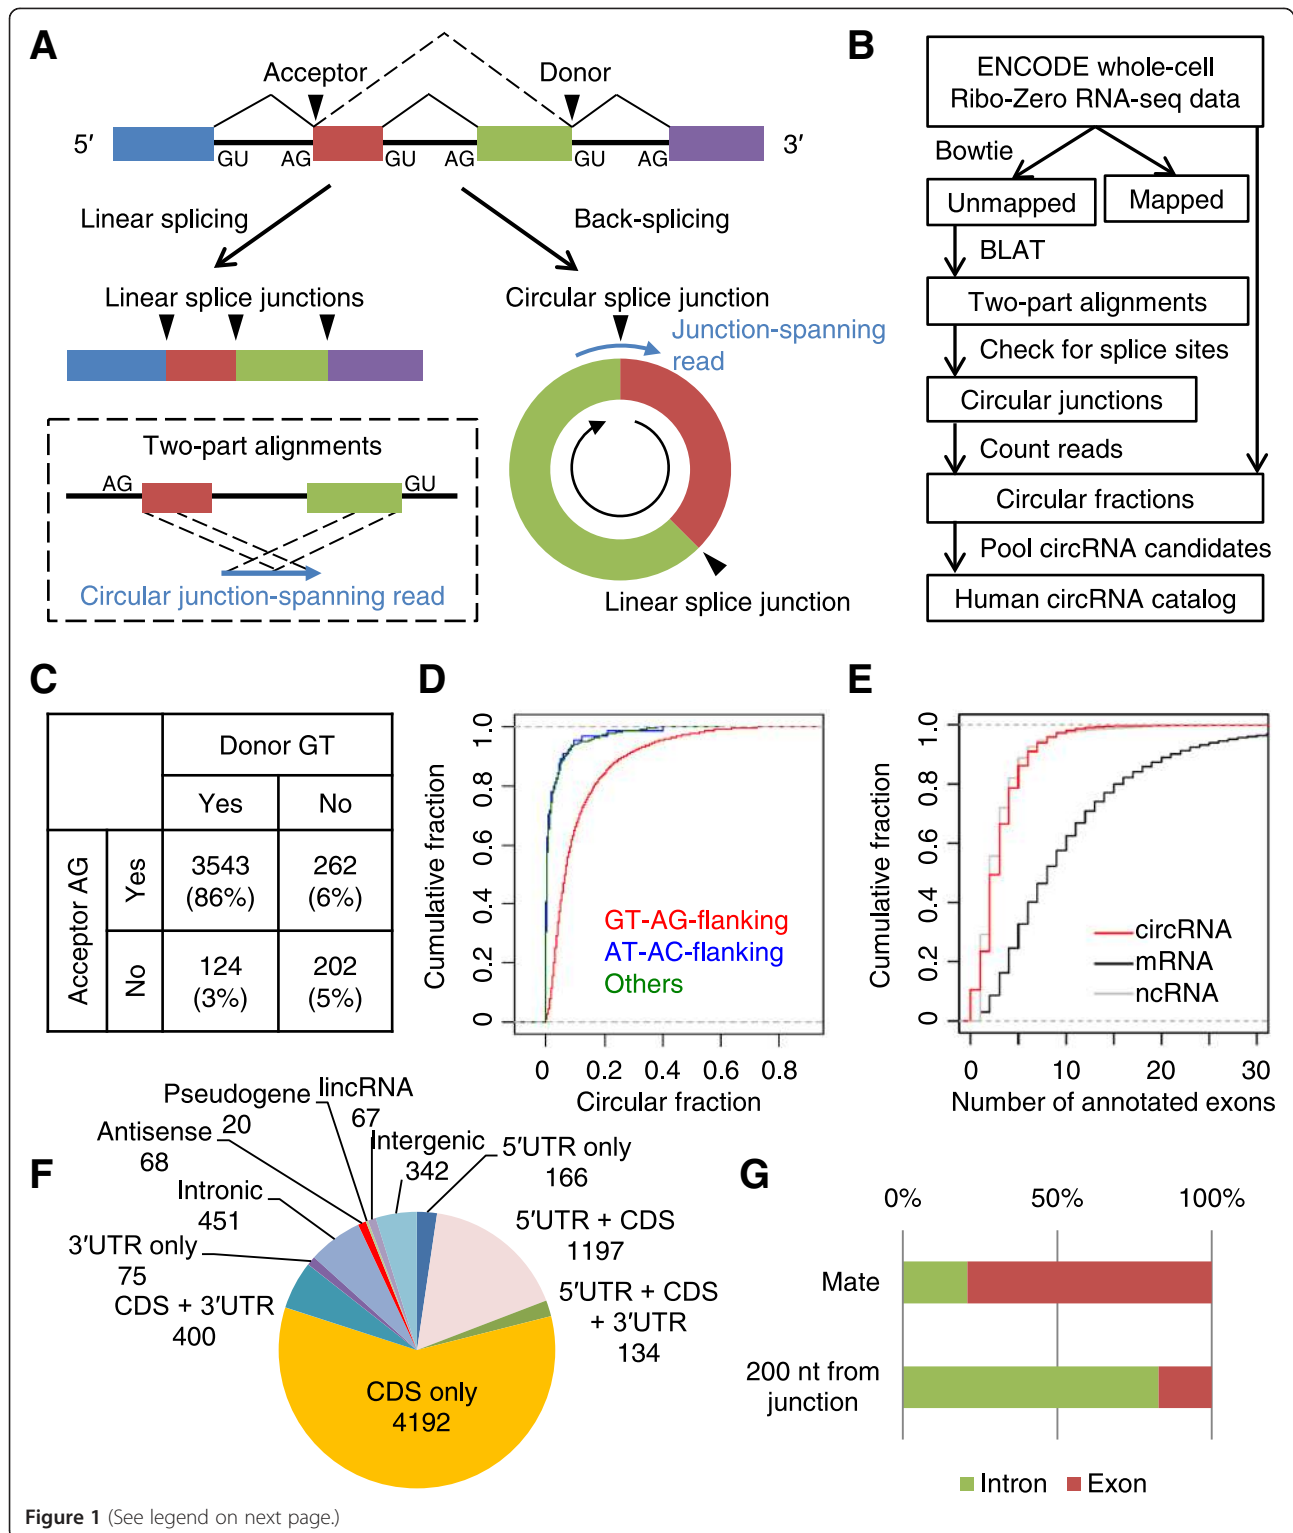 A
Acceptor
Donor
5′
3′
GU
AG
GU
AG
GU
AG
Linear splicing
Back-splicing
Linear splice junctions
Circular splice junction
Junction-spanning
read
Two-part alignments
AG
GU
Circular junction-spanning read
Linear splice junction
B
ENCODE whole-cell
Ribo-Zero RNA-seq data
Bowtie
Unmapped
Mapped
BLAT
Two-part alignments
Check for splice sites
Circular junctions
Count reads
Circular fractions
Pool circRNA candidates
Human circRNA catalog
C
Donor GT
Yes
No
Acceptor AG
Yes
3543
(86%)
262
(6%)
No
124
(3%)
202
(5%)
D
Cumulative fraction
1.0
0.8
0.6
0.4
0.2
0
GT-AG-flanking
AT-AC-flanking
Others
0
0.2
0.4
0.6
0.8
Circular fraction
E
Cumulative fraction
1.0
0.8
0.6
0.4
0.2
0
circRNA
mRNA
ncRNA
0
10
20
30
Number of annotated exons
F
Pseudogene
20
lincRNA
67
Antisense
68
Intergenic
342
5′UTR only
166
Intronic
451
5′UTR + CDS
1197
3′UTR only
75
CDS + 3′UTR
400
5′UTR + CDS
+ 3′UTR
134
CDS only
4192
G
0%
50%
100%
Mate
200 nt from
junction
Intron
Exon
Figure 1 (See legend on next page.)